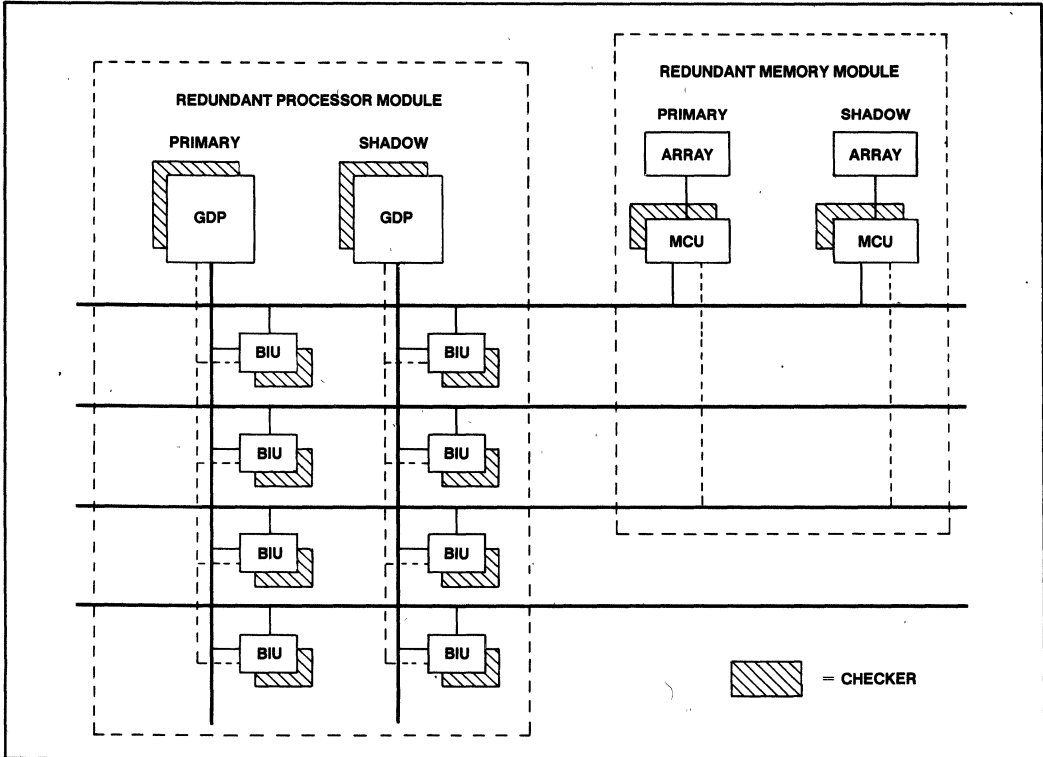 REDUNDANT PROCESSOR MODULE
PRIMARY SHADOW
GDP GDP
BIU BIU
BIU BIU
BIU BIU
BIU BIU
REDUNDANT MEMORY MODULE
PRIMARY SHADOW
ARRAY ARRAY
MCU MCU
= CHECKER